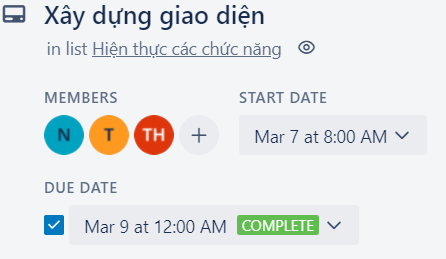 Xây dựng giao diện
in list Hiện thực các chức năng
MEMBERS
START DATE
N T TH +
Mar 7 at 8:00 AM
DUE DATE
Mar 9 at 12:00 AM COMPLETE